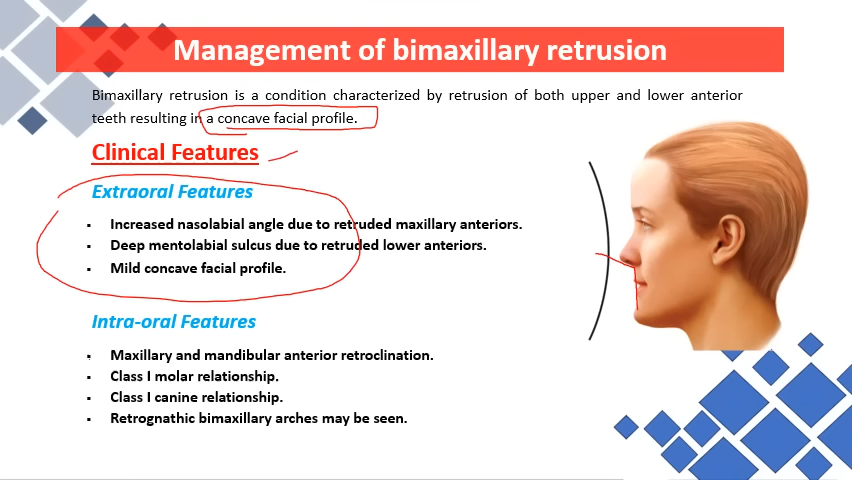 Management of bimaxillary retrusion
Bimaxillary retrusion is a condition characterized by retrusion of both upper and lower anterior
teeth resulting in a concave facial profile.
Clinical Features
Extraoral Features
▪ Increased nasolabial angle due to retruded maxillary anteriors.
▪ Deep mentolabial sulcus due to retruded lower anteriors.
▪ Mild concave facial profile.
Intra-oral Features
▪ Maxillary and mandibular anterior retroclination.
▪ Class I molar relationship.
▪ Class I canine relationship.
▪ Retrognathic bimaxillary arches may be seen.